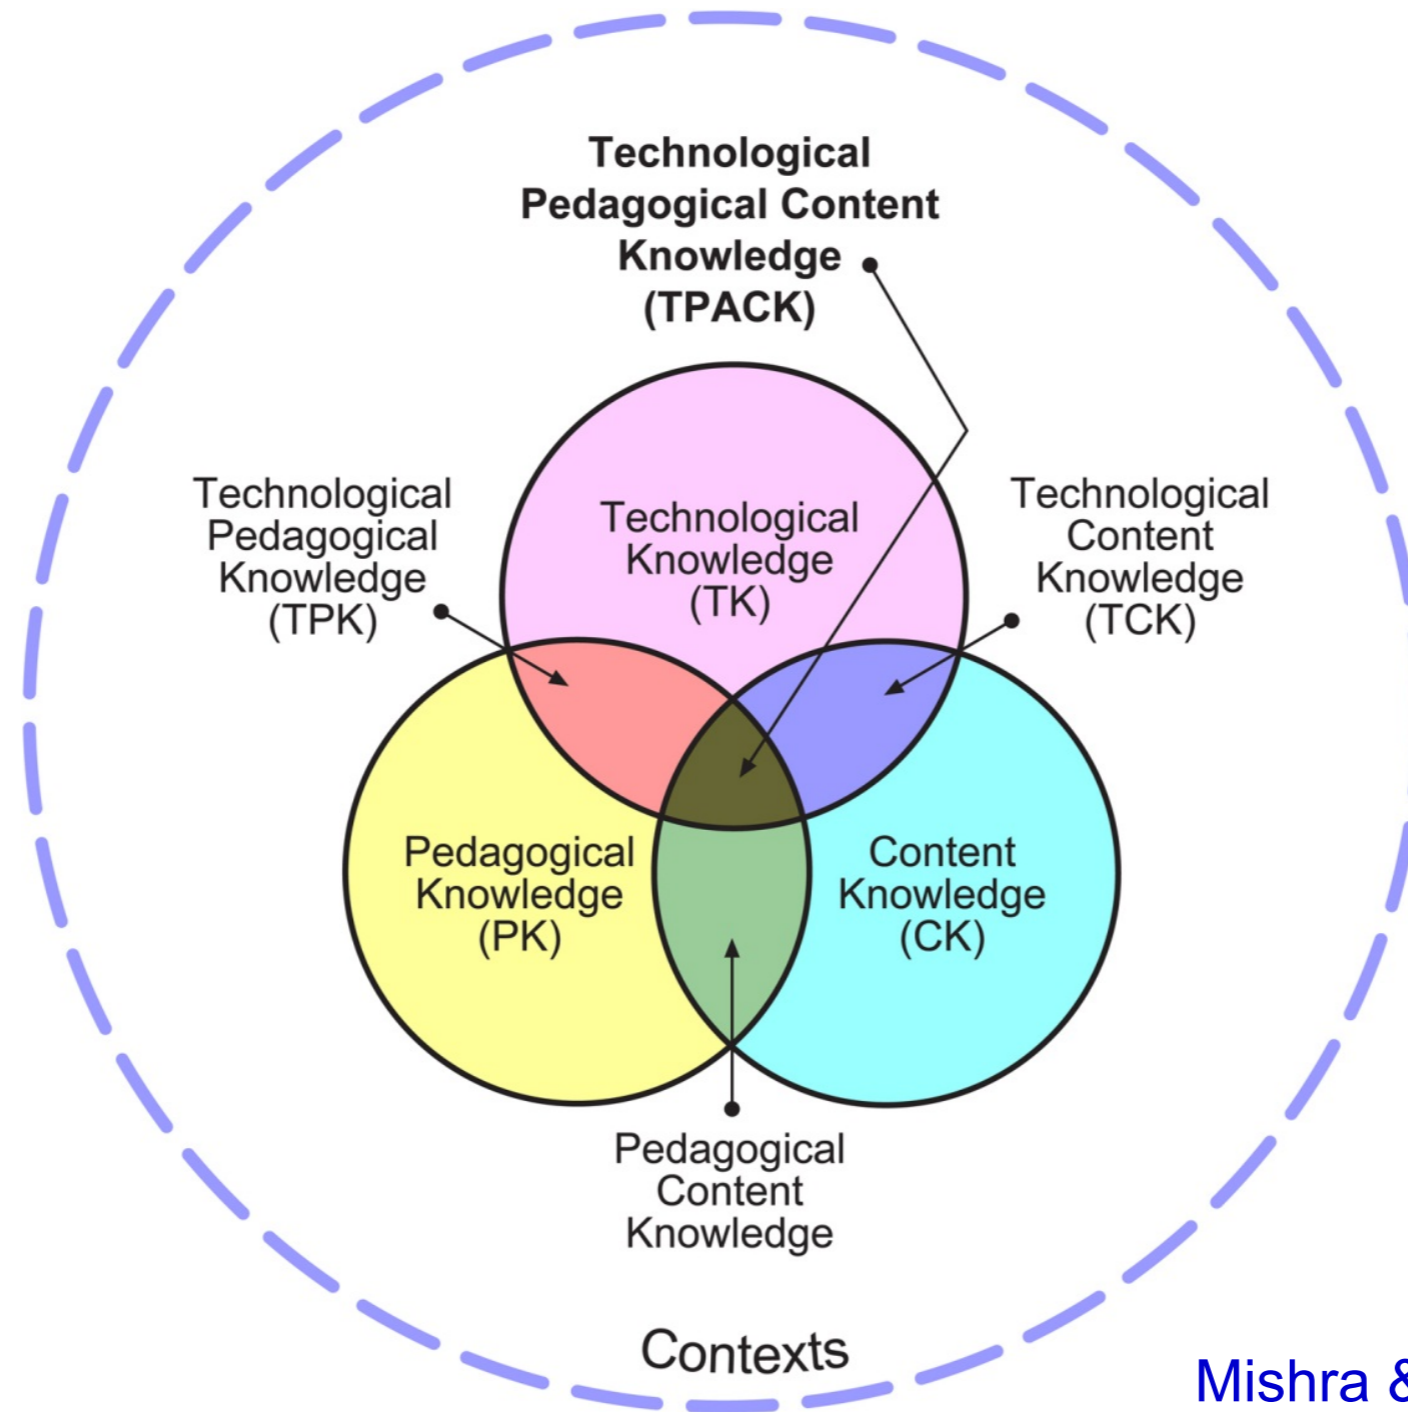 Technological
Pedagogical Content
Knowledge
(TPACK)
Technological
Pedagogical
Knowledge
(TPK)
Technological
Knowledge
(TK)
Technological
Content
Knowledge
(TCK)
Pedagogical
Knowledge
(PK)
Content
Knowledge
(CK)
Pedagogical
Content
Knowledge
Contexts
Mishra &